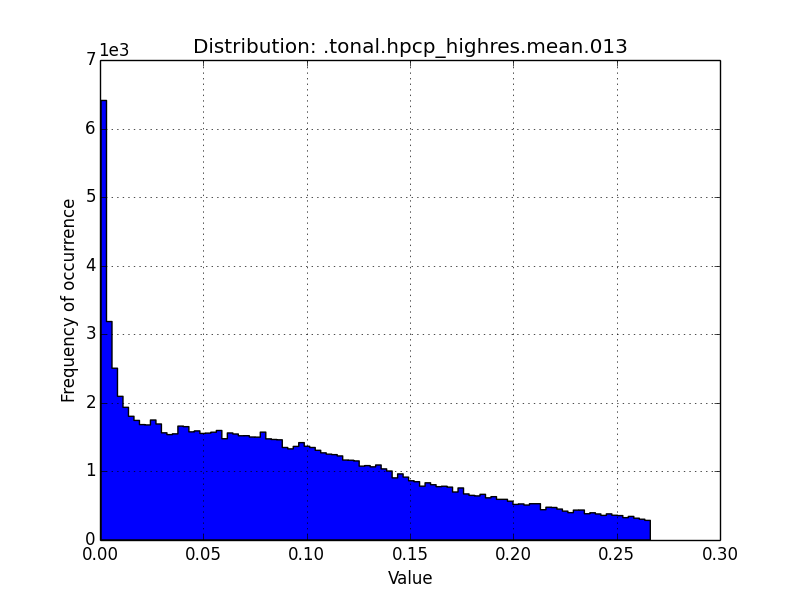 Distribution: .tonal.hpcp_highres.mean.013
1e3
7
6
5
4
3
2
1
0
Frequency of occurrence
0.00 0.05 0.10 0.15 0.20 0.25 0.30
Value